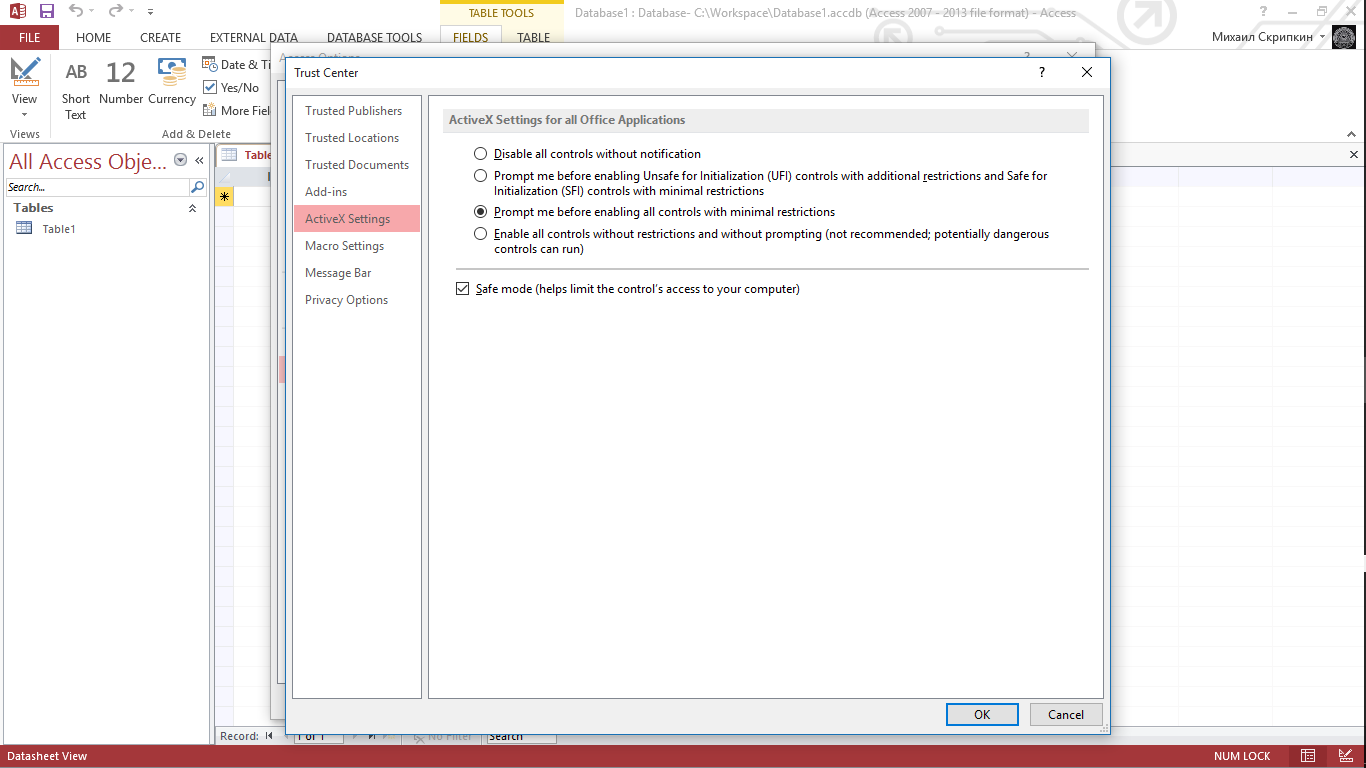 TABLE TOOLS
Database1 : Database- C:\Workspace\Database1.accdb (Access 2007 - 2013 file format) - Access
FILE
HOME
CREATE
EXTERNAL DATA
DATABASE TOOLS
FIELDS
TABLE
Михаил Скрипкин
Access Options
View
AB
Short
Text
12
Number
Currency
Date & Ti
Yes/No
More Fiel
Views
Add & Delete
All Access Obje...
Search...
Tables
Table1
Table
Trust Center
Trusted Publishers
Trusted Locations
Trusted Documents
Add-ins
ActiveX Settings
Macro Settings
Message Bar
Privacy Options
ActiveX Settings for all Office Applications
Disable all controls without notification
Prompt me before enabling Unsafe for Initialization (UFI) controls with additional restrictions and Safe for
Initialization (SFI) controls with minimal restrictions
Prompt me before enabling all controls with minimal restrictions
Enable all controls without restrictions and without prompting (not recommended; potentially dangerous
controls can run)
Safe mode (helps limit the control's access to your computer)
OK
Cancel
Record:
1 of 1
No Filter
Search
Datasheet View
NUM LOCK